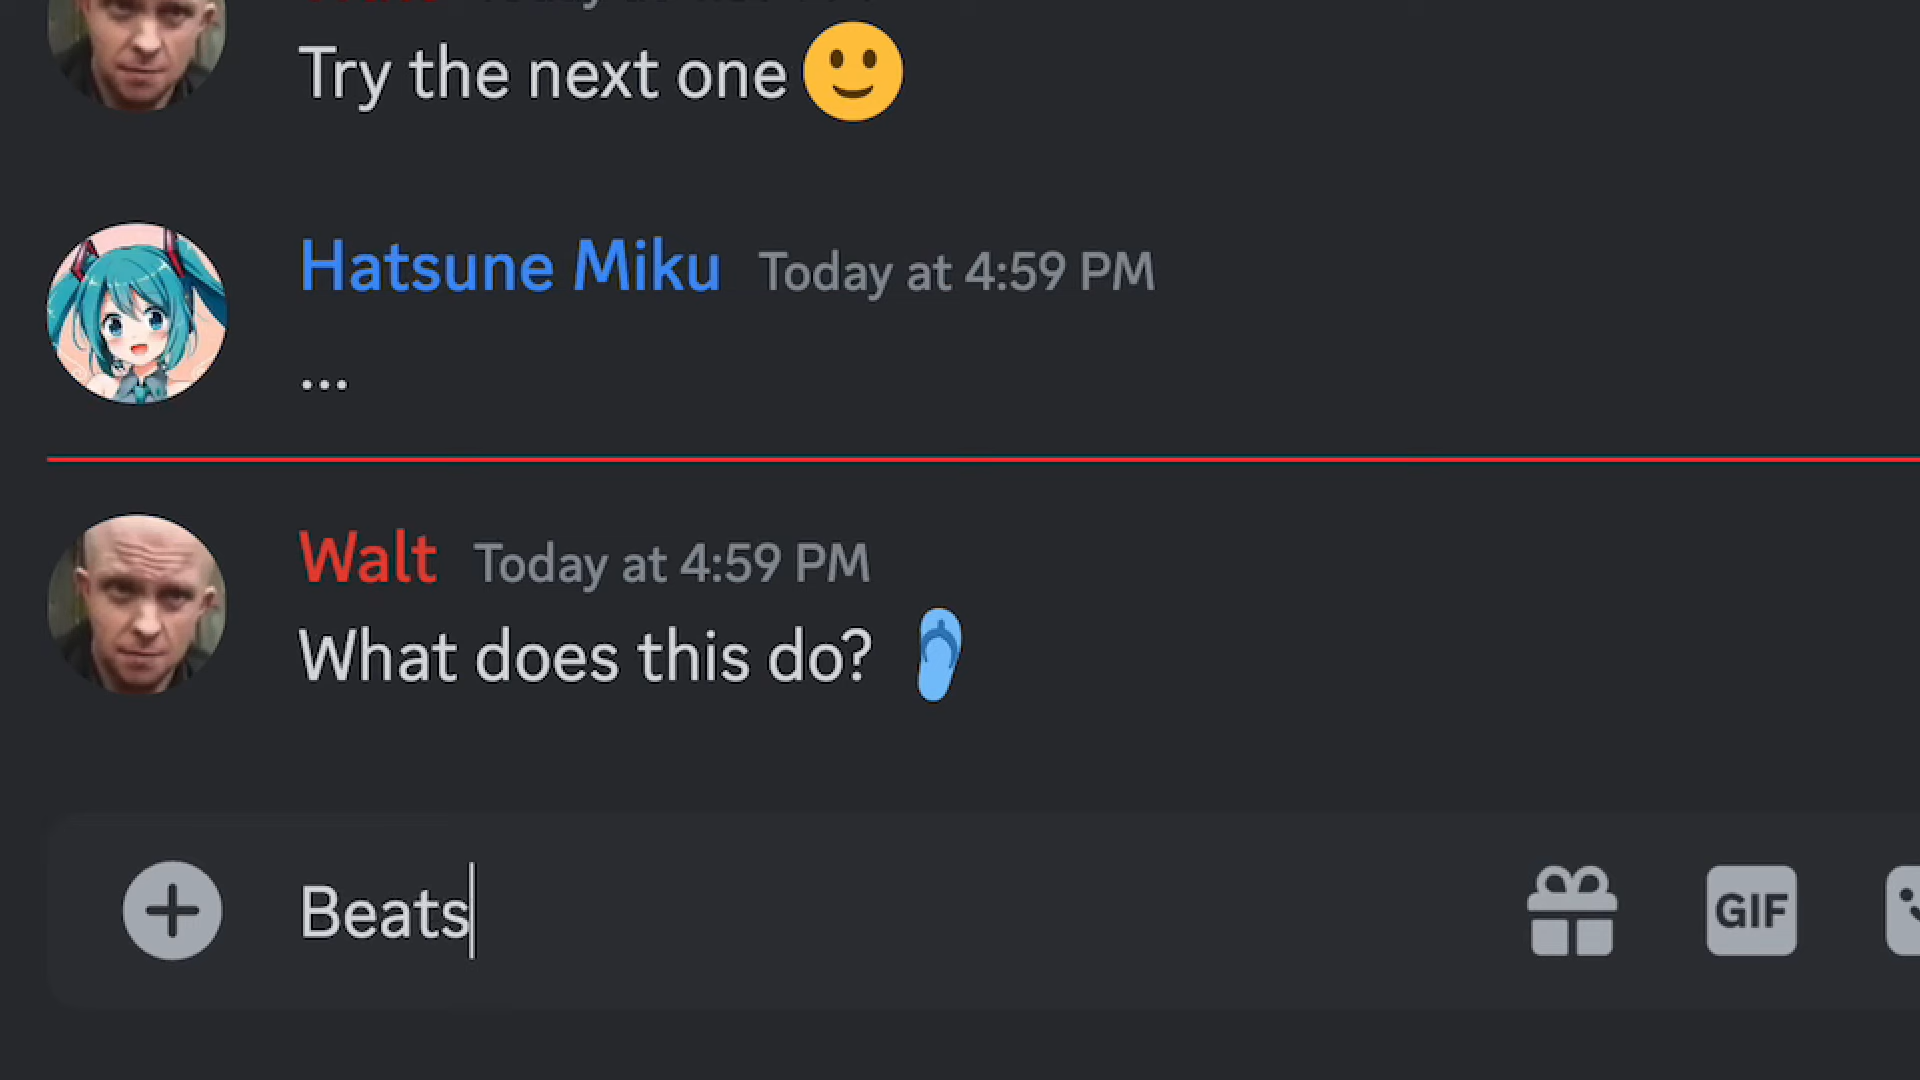 Try the next one
Hatsune Miku Today at 4:59 PM
...
Walt Today at 4:59 PM
What does this do?
Beats
GIF